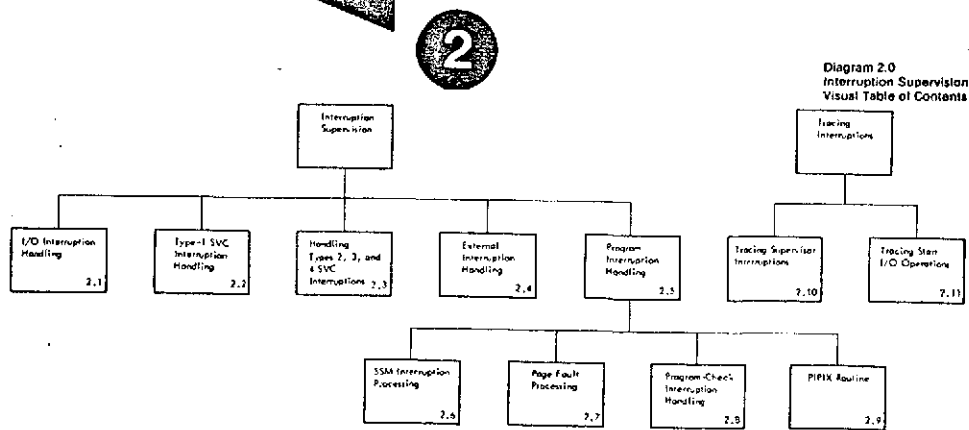 2
Diagram 2.0
Interruption Supervision
Visual Table of Contents
Interruption
Supervision
Tracing
Interruptions
I/O Interruption
Handling
2.1
Type-1 SVC
Interruption
Handling
2.2
Handling
Types 2, 3, and
4 SVC
Interruptions 2.3
External
Interruption
Handling
2.4
Program
Interruption
Handling
2.5
Tracing Supervisor
Interruptions
2.10
Tracing Start
I/O Operations
2.11
SSM Interruption
Processing
2.6
Page Fault
Processing
2.7
Program-Check
Interruption
Handling
2.8
PIPIX Routine
2.9